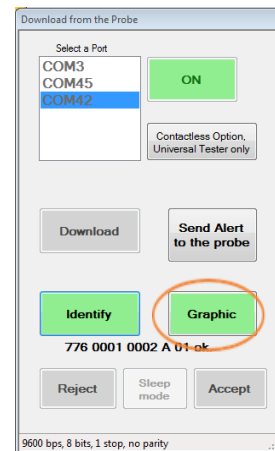 Download from the Probe
Select a Port
COM3
COM45
COM42
ON
Contactless Option,
Universal Tester only
Download
Send Alert
to the probe
Identify
Graphic
776 0001 0002 A 01 ok
Reject
Sleep
mode
Accept
9600 bps, 8 bits, 1 stop, no parity